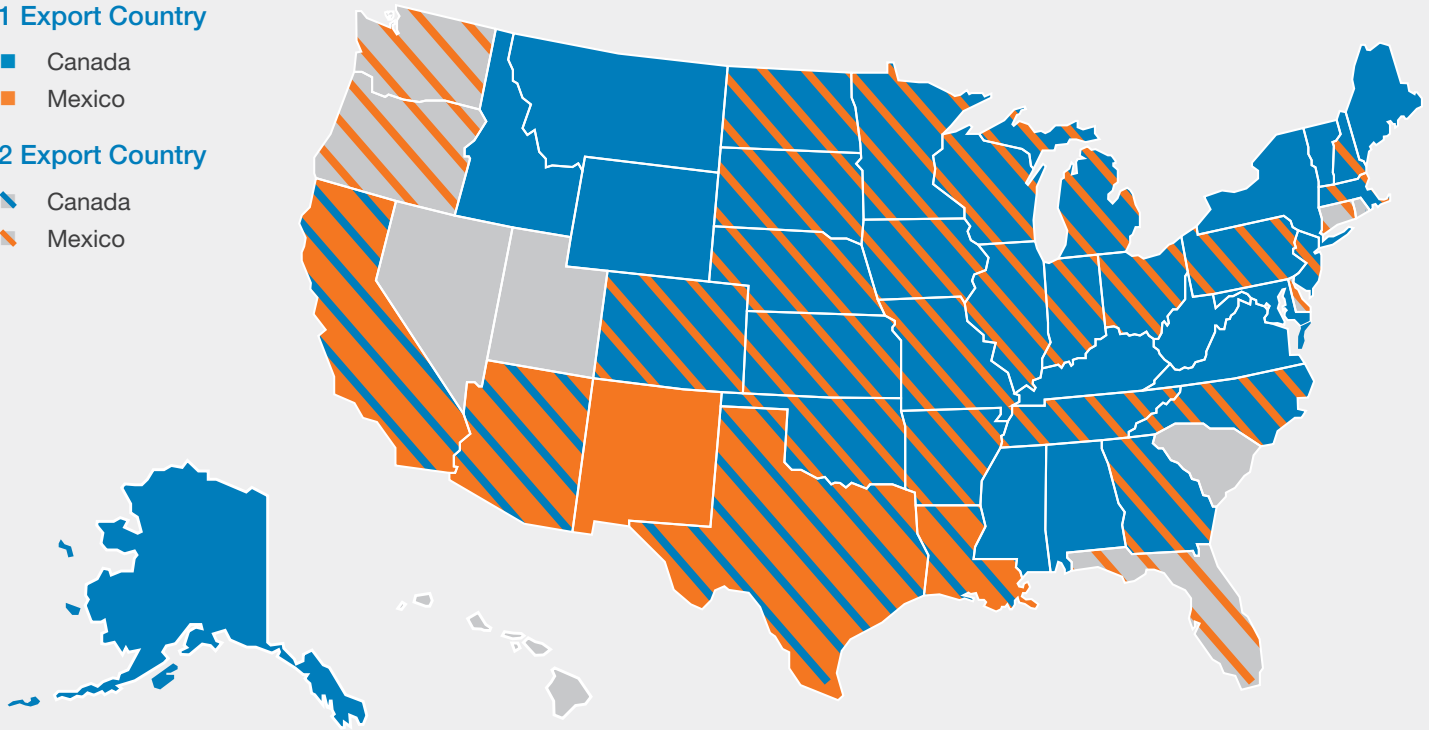 1 Export Country
Canada
Mexico
2 Export Country
Canada
Mexico